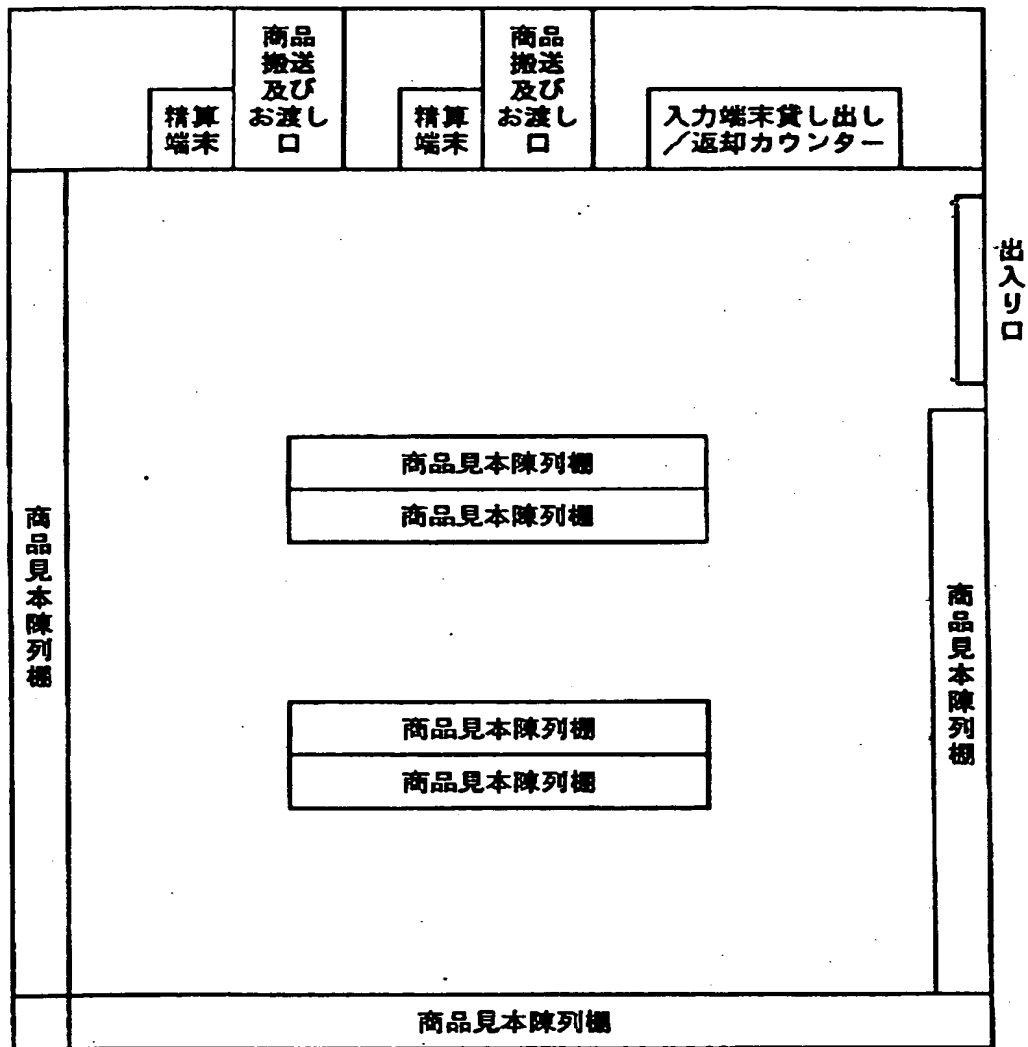 商品
搬送
及び
お渡し
口
精算
端末
商品
搬送
及び
お渡し
口
精算
端末
入力端末貸し出し
／返却カウンター
出入り口
商品見本陳列棚
商品見本陳列棚
商品見本陳列棚
商品見本陳列棚
商品見本陳列棚
商品見本陳列棚
商品見本陳列棚